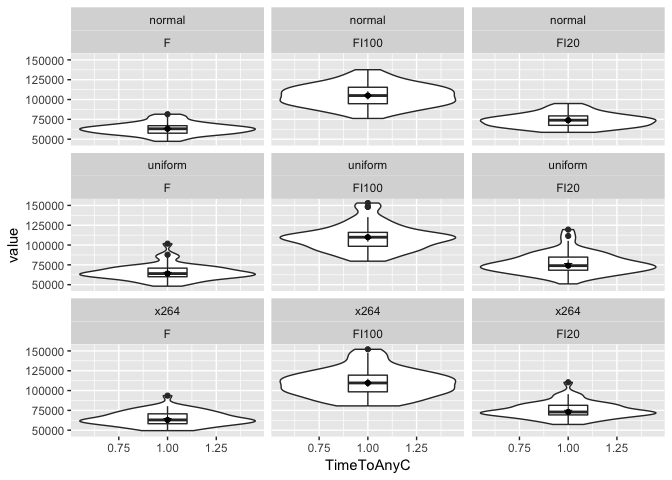 normal normal normal
F FI100 FI20
150000
125000
100000
75000
50000
uniform uniform uniform
F FI100 FI20
150000
125000
100000
75000
50000
value
x264 x264 x264
F FI100 FI20
150000
125000
100000
75000
50000
0.75 1.00 1.25 0.75 1.00 1.25 0.75 1.00 1.25
TimeToAnyC